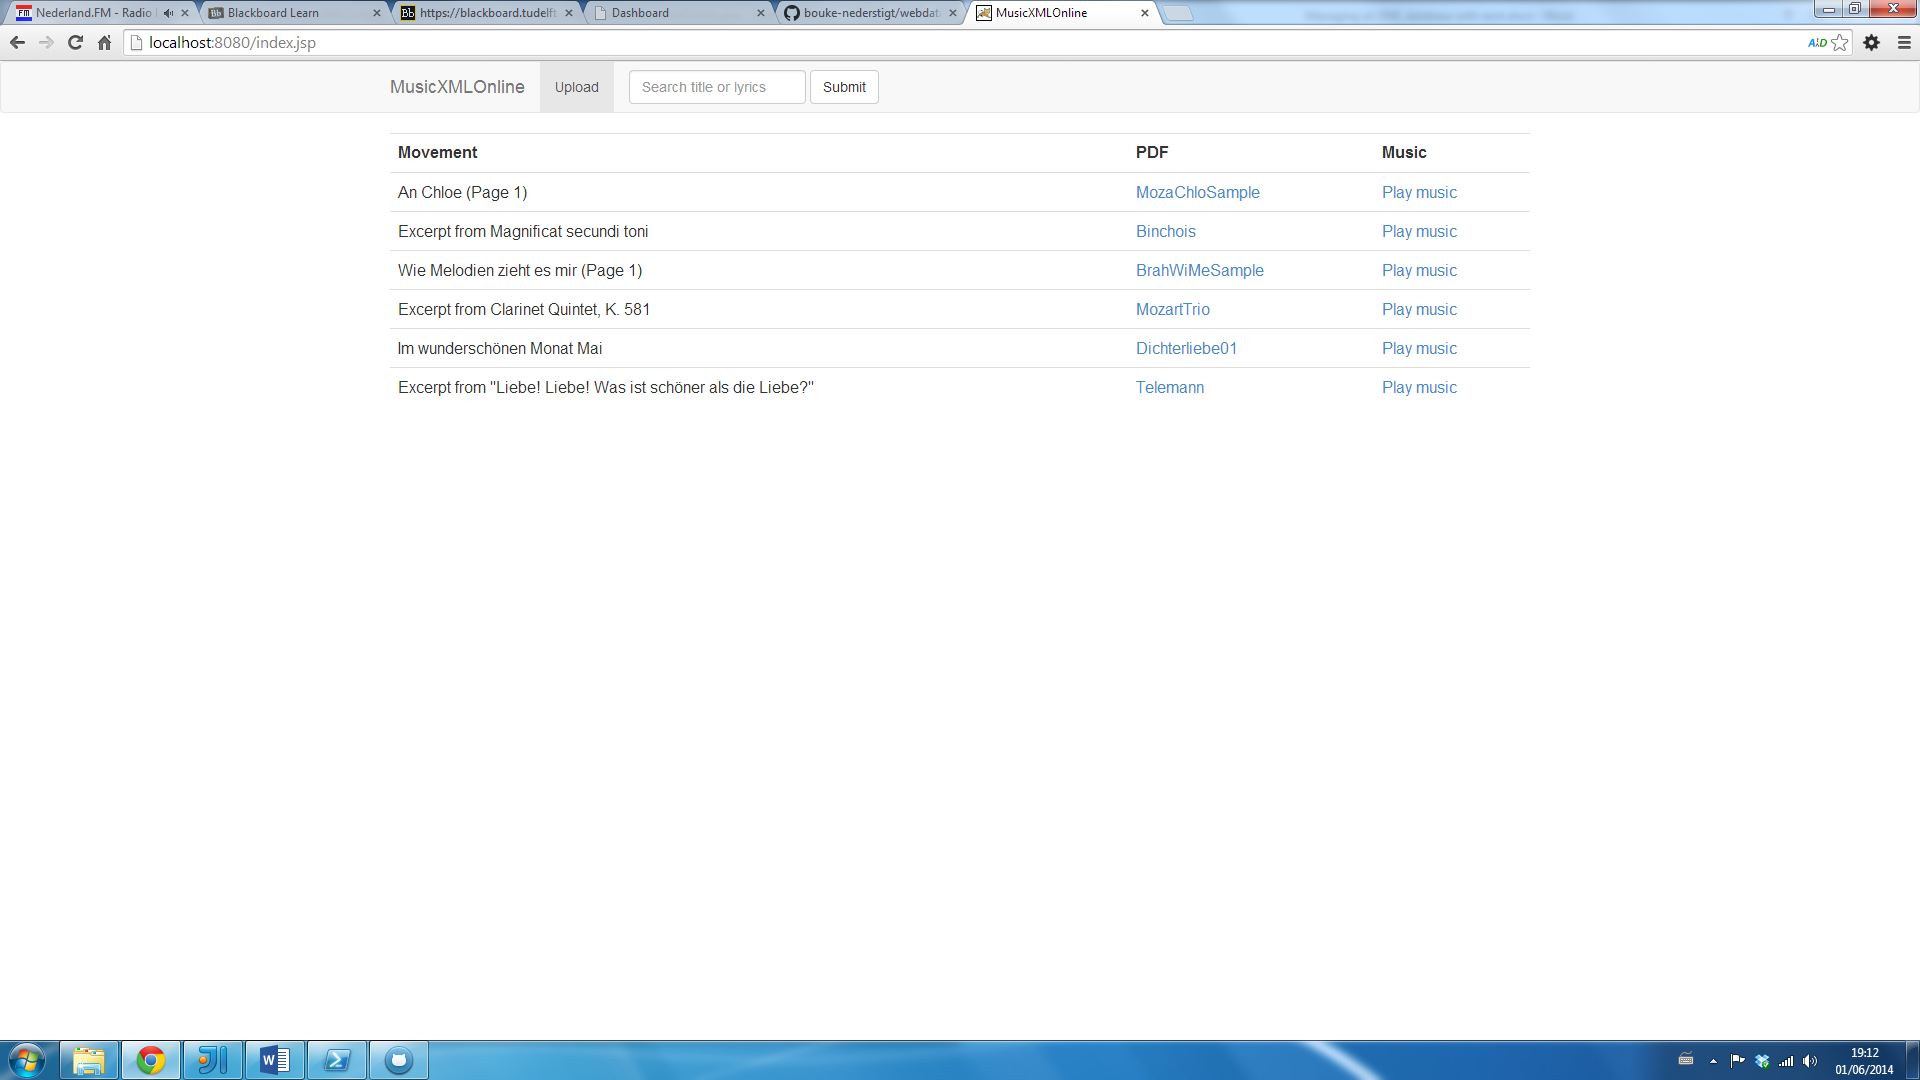 FM Nederland.FM - Radio
Bb Blackboard Learn
Bb https://blackboard.tudelft
Dashboard
bouke-nederstigt/webdat
MusicXMLOnline
localhost:8080/index.jsp
MusicXMLOnline Upload Search title or lyrics Submit
Movement PDF Music
An Chloe (Page 1) MozaChloSample Play music
Excerpt from Magnificat secundi toni Binchois Play music
Wie Melodien zieht es mir (Page 1) BrahWiMeSample Play music
Excerpt from Clarinet Quintet, K. 581 MozartTrio Play music
Im wunderschönen Monat Mai Dichterliebe01 Play music
Excerpt from "Liebe! Liebe! Was ist schöner als die Liebe?" Telemann Play music
19:12
01/06/2014